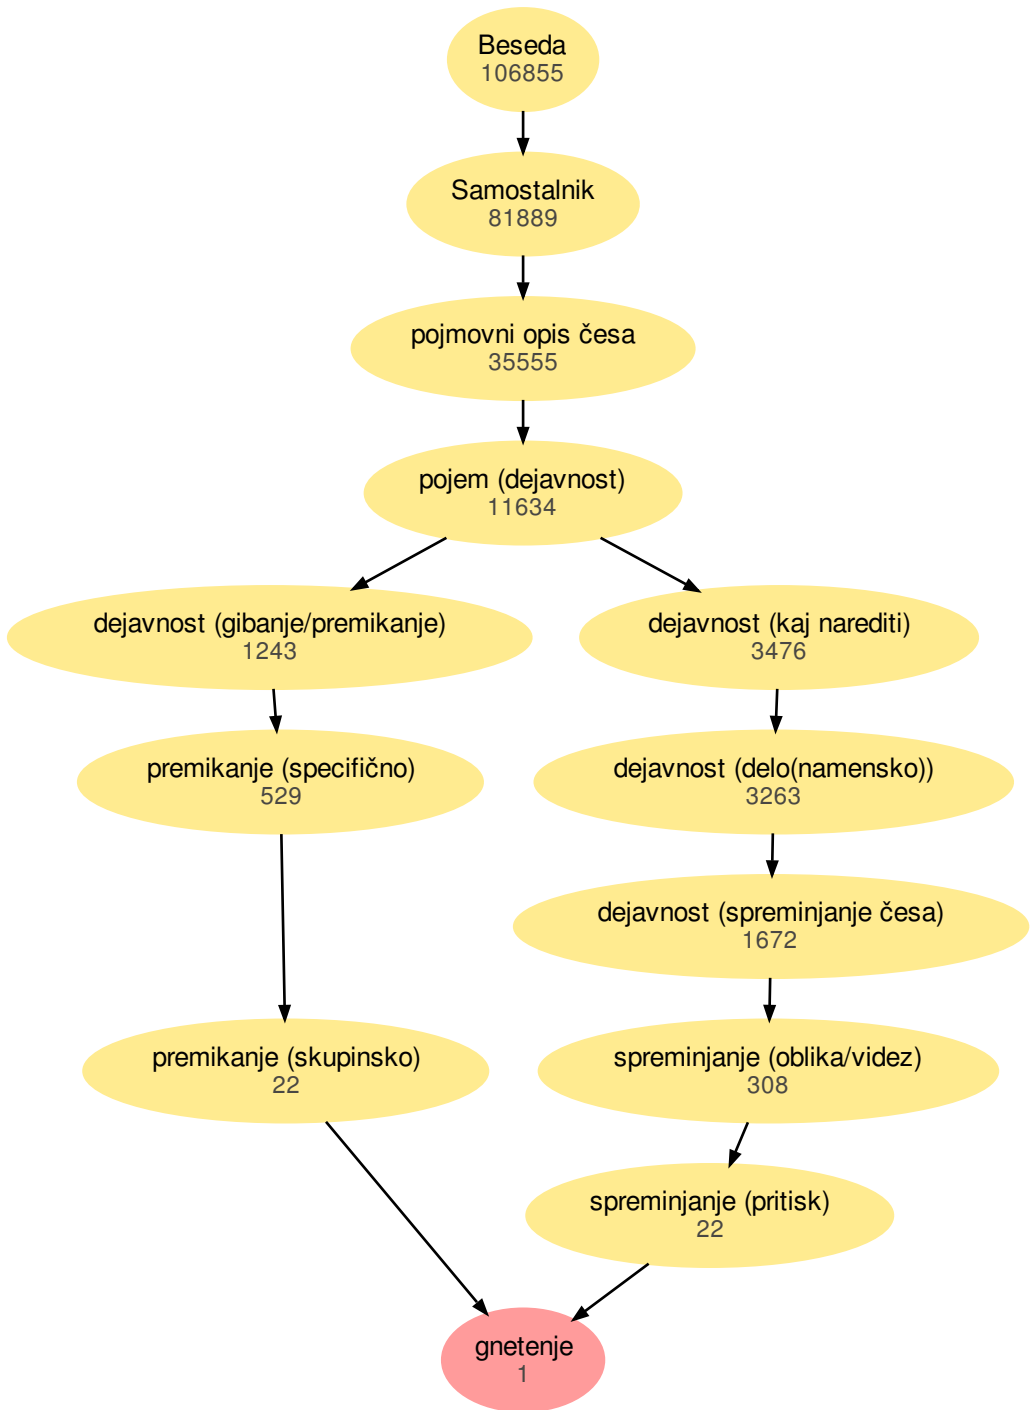 Beseda
106855
Samostalnik
81889
pojmovni opis česa
35555
pojem (dejavnost)
11634
dejavnost (gibanje/premikanje)
1243
dejavnost (kaj narediti)
3476
premikanje (specifično)
529
dejavnost (delo(namensko))
3263
dejavnost (spreminjanje česa)
1672
premikanje (skupinsko)
22
spreminjanje (oblika/videz)
308
spreminjanje (pritisk)
22
gnetenje
1